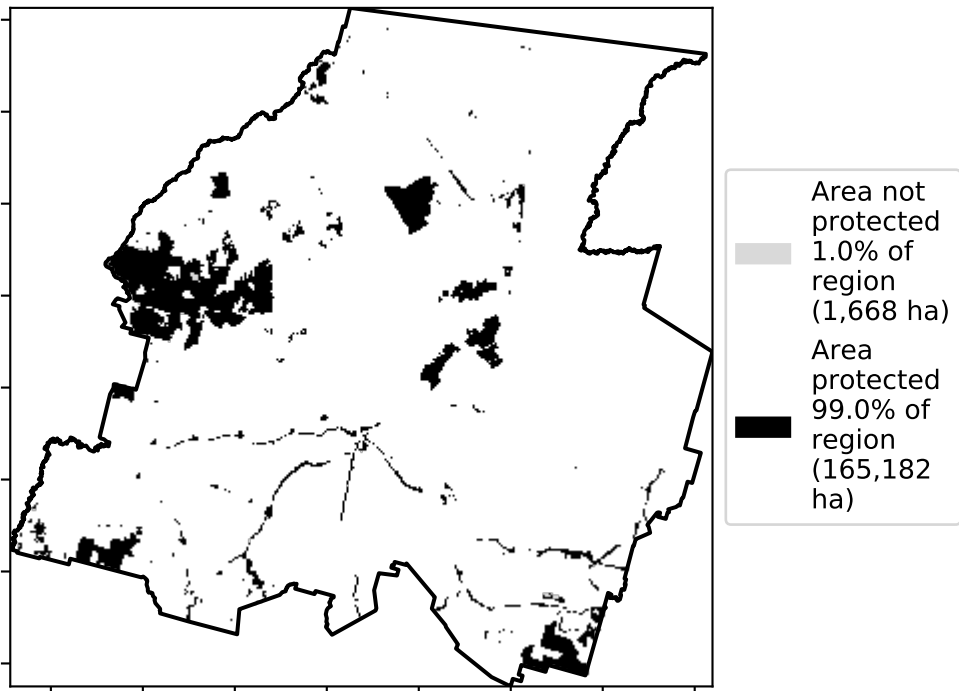 Area not
protected
1.0% of
region
(1,668 ha)
Area
protected
99.0% of
region
(165,182
ha)